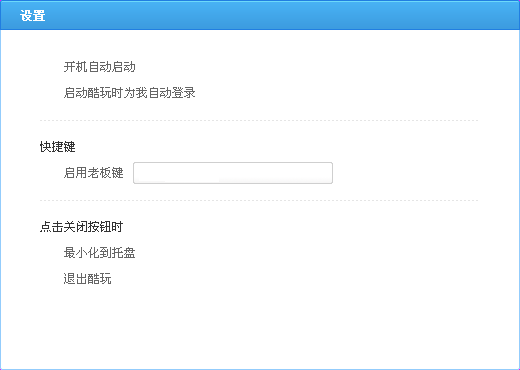 设置
开机自动启动
启动酷玩时为我自动登录
快捷键
启用老板键
点击关闭按钮时
最小化到托盘
退出酷玩